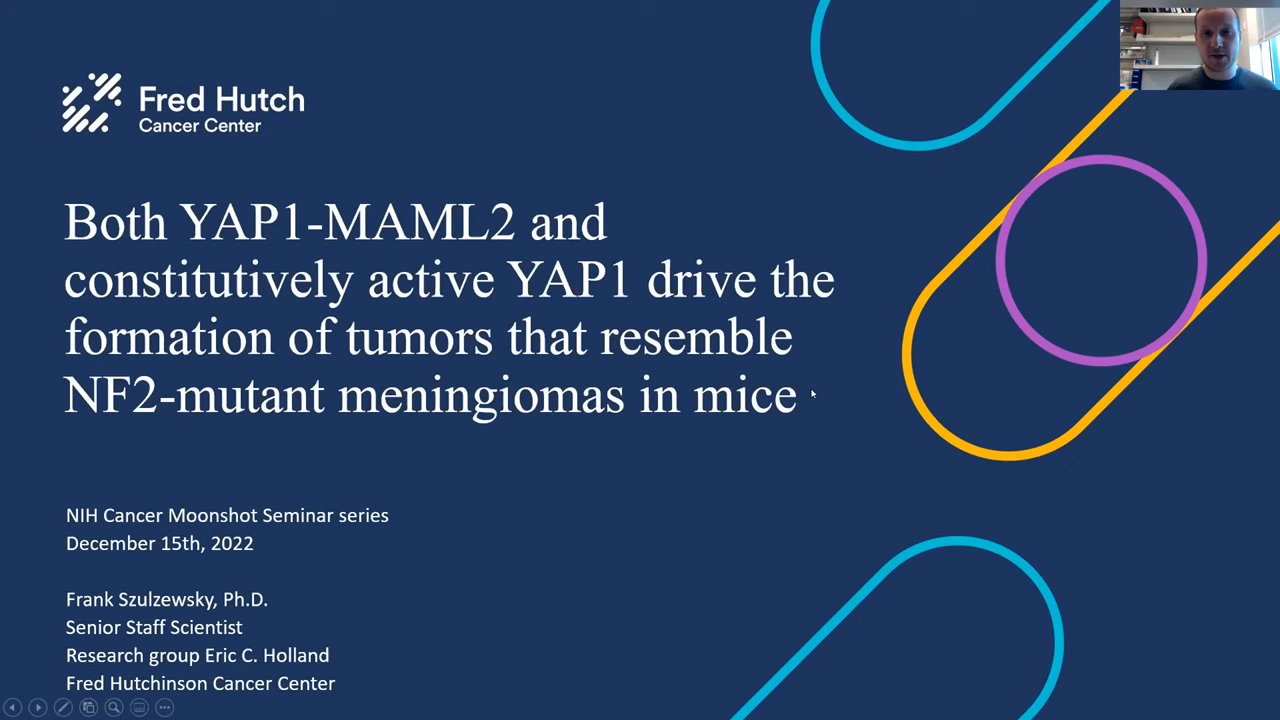 Fred Hutch
Cancer Center
Both YAP1-MAML2 and
constitutively active YAP1 drive the
formation of tumors that resemble
NF2-mutant meningiomas in mice
NIH Cancer Moonshot Seminar series
December 15th, 2022
Frank Szulzewsky, Ph.D.
Senior Staff Scientist
Research group Eric C. Holland
Fred Hutchinson Cancer Center